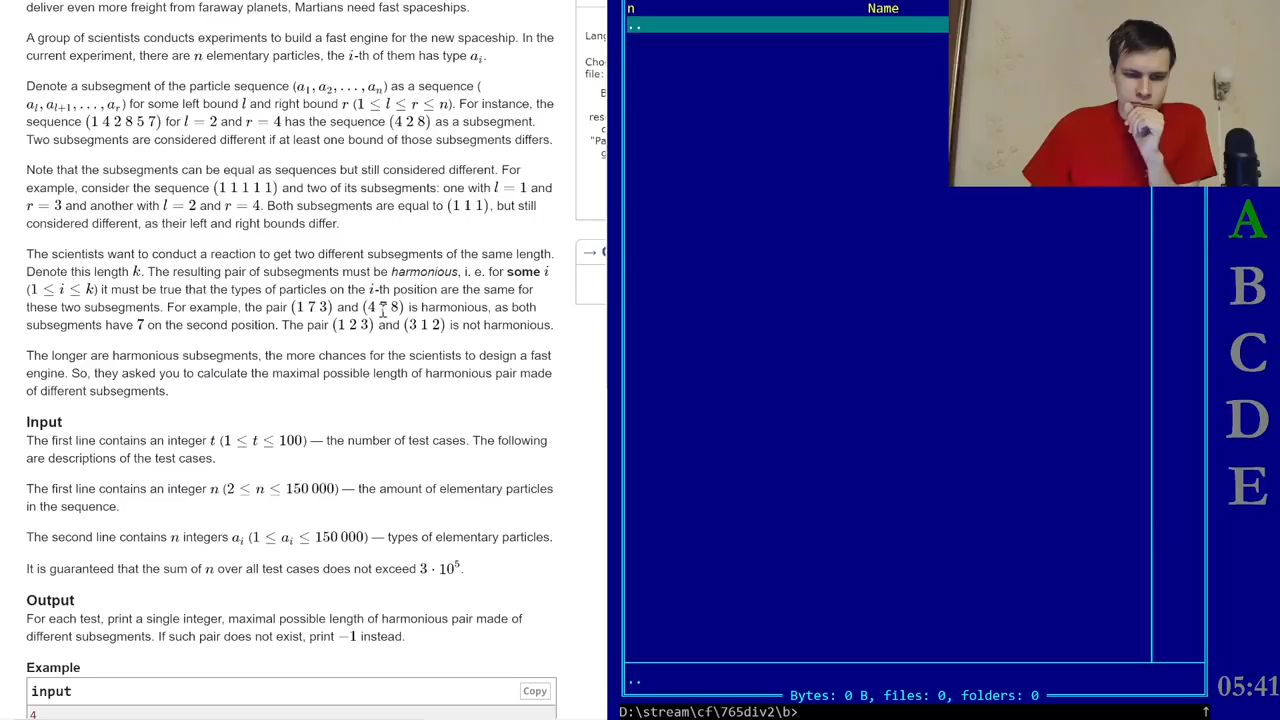 deliver even more freight from faraway planets, Martians need fast spaceships.
A group of scientists conducts experiments to build a fast engine for the new spaceship. In the
current experiment, there are n elementary particles, the i-th of them has type a_i.
Denote a subsegment of the particle sequence (a_1, a_2, . . . , a_n) as a sequence (
a_l, a_{l+1}, . . . , a_r) for some left bound l and right bound r (1 ≤ l ≤ r ≤ n). For instance, the
sequence (1 4 2 8 5 7) for l = 2 and r = 4 has the sequence (4 2 8) as a subsegment.
Two subsegments are considered different if at least one bound of those subsegments differs.
Note that the subsegments can be equal as sequences but still considered different. For
example, consider the sequence (1 1 1 1 1) and two of its subsegments: one with l = 1 and
r = 3 and another with l = 2 and r = 4. Both subsegments are equal to (1 1 1), but still
considered different, as their left and right bounds differ.
The scientists want to conduct a reaction to get two different subsegments of the same length.
Denote this length k. The resulting pair of subsegments must be harmonious, i. e. for some i
(1 ≤ i ≤ k) it must be true that the types of particles on the i-th position are the same for
these two subsegments. For example, the pair (1 7 3) and (4 7 8) is harmonious, as both
subsegments have 7 on the second position. The pair (1 2 3) and (3 1 2) is not harmonious.
The longer are harmonious subsegments, the more chances for the scientists to design a fast
engine. So, they asked you to calculate the maximal possible length of harmonious pair made
of different subsegments.
Input
The first line contains an integer t (1 ≤ t ≤ 100) — the number of test cases. The following
are descriptions of the test cases.
The first line contains an integer n (2 ≤ n ≤ 150 000) — the amount of elementary particles
in the sequence.
The second line contains n integers a_i (1 ≤ a_i ≤ 150 000) — types of elementary particles.
It is guaranteed that the sum of n over all test cases does not exceed 3 · 10^5.
Output
For each test, print a single integer, maximal possible length of harmonious pair made of
different subsegments. If such pair does not exist, print −1 instead.
Example
input Copy
4
Lang
Choo
file:
res
"Pa
→
n Name
..
..
Bytes: 0 B, files: 0, folders: 0
D:\stream\cf\765div2\b> ↑
A
B
C
D
E
05:41